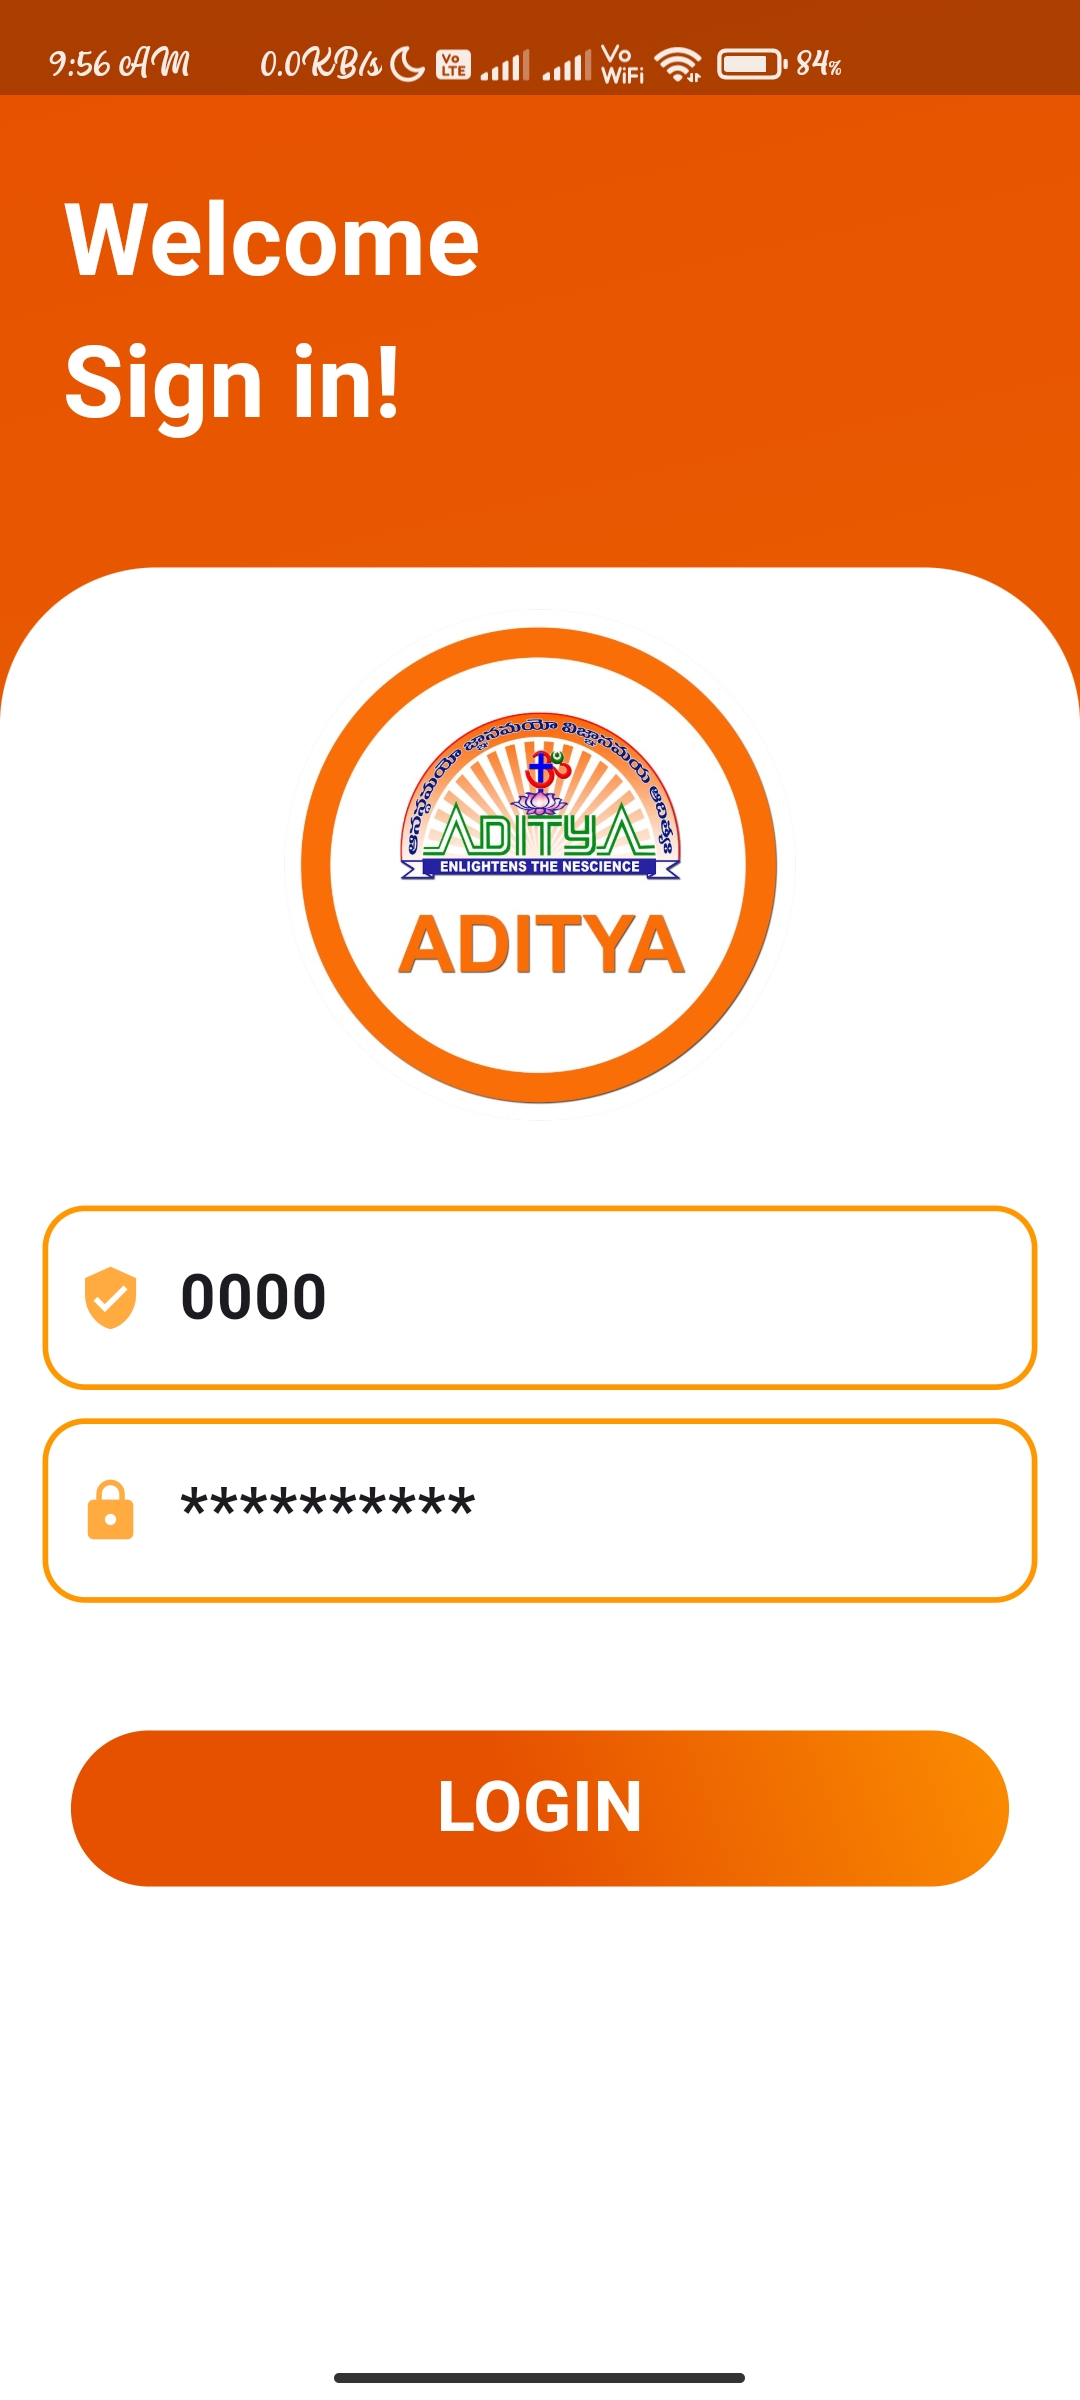 9:56 AM 0.0KB/s Vo LTE Vo WiFi 84%
Welcome
Sign in!
ADITYA
ENLIGHTENS THE NESCIENCE
ADITYA
0000
**********
LOGIN